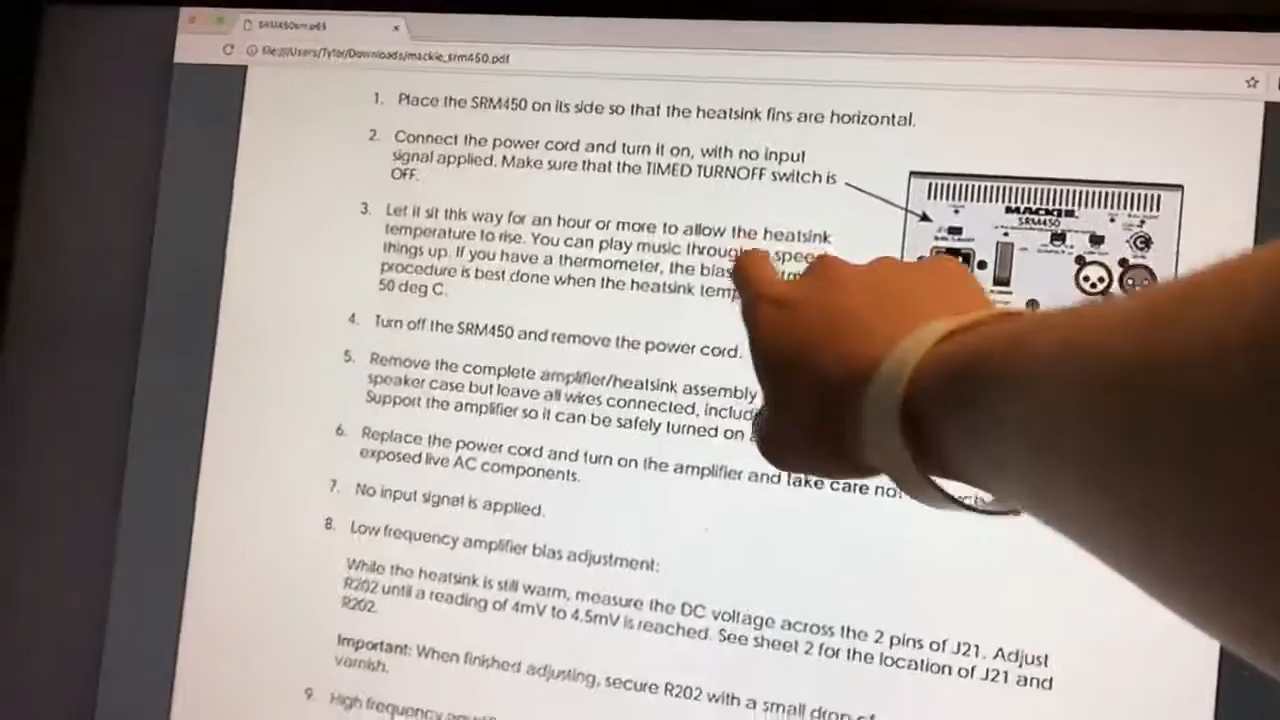 SRM450sm.p65
file:///Users/Tyler/Downloads/mackie_srm450.pdf
1. Place the SRM450 on its side so that the heatsink fins are horizontal.
2. Connect the power cord and turn it on, with no input
signal applied. Make sure that the TIMED TURNOFF switch is
OFF.
3. Let it sit this way for an hour or more to allow the heatsink
temperature to rise. You can play music through
things up. If you have a thermometer, the bias
procedure is best done when the heatsink temp
50 deg C.
MACKIE.
SRM450
4. Turn off the SRM450 and remove the power cord.
5. Remove the complete amplifier/heatsink assembly
speaker case but leave all wires connected, includ
Support the amplifier so it can be safely turned on
6. Replace the power cord and turn on the amplifier and take care no
exposed live AC components.
7. No input signal is applied.
8. Low frequency amplifier bias adjustment:
While the heatsink is still warm, measure the DC voltage across the 2 pins of J21. Adjust
R202 until a reading of 4mV to 4.5mV is reached. See sheet 2 for the location of J21 and
R202.
Important: When finished adjusting, secure R202 with a small drop of
varnish.
9. High frequency